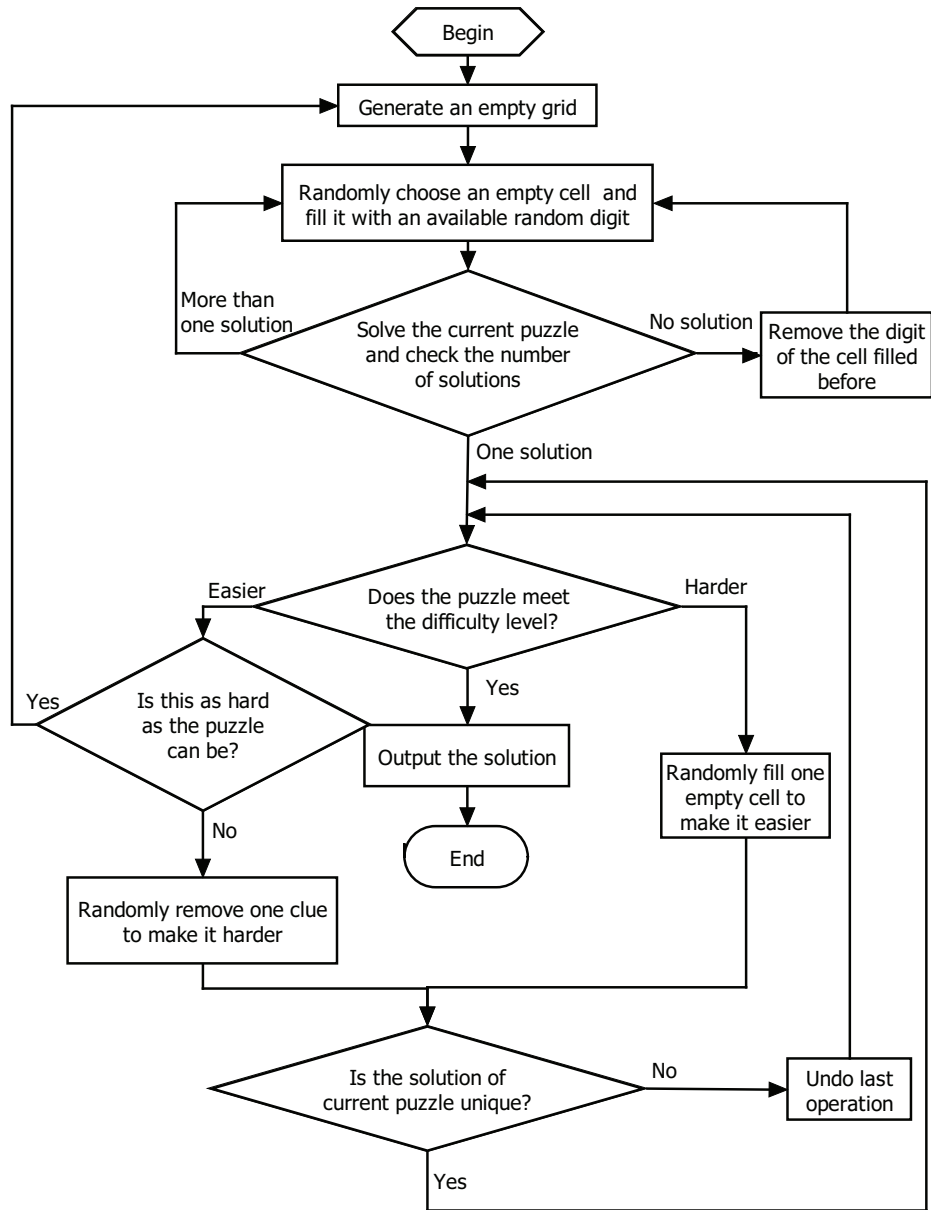 Begin
Generate an empty grid
Randomly choose an empty cell and
fill it with an available random digit
More than
one solution
Solve the current puzzle
and check the number
of solutions
No solution
Remove the digit
of the cell filled
before
One solution
Easier
Does the puzzle meet
the difficulty level?
Harder
Yes
Is this as hard
as the puzzle
can be?
Yes
Output the solution
Randomly fill one
empty cell to
make it easier
No
End
Randomly remove one clue
to make it harder
Is the solution of
current puzzle unique?
No
Undo last
operation
Yes